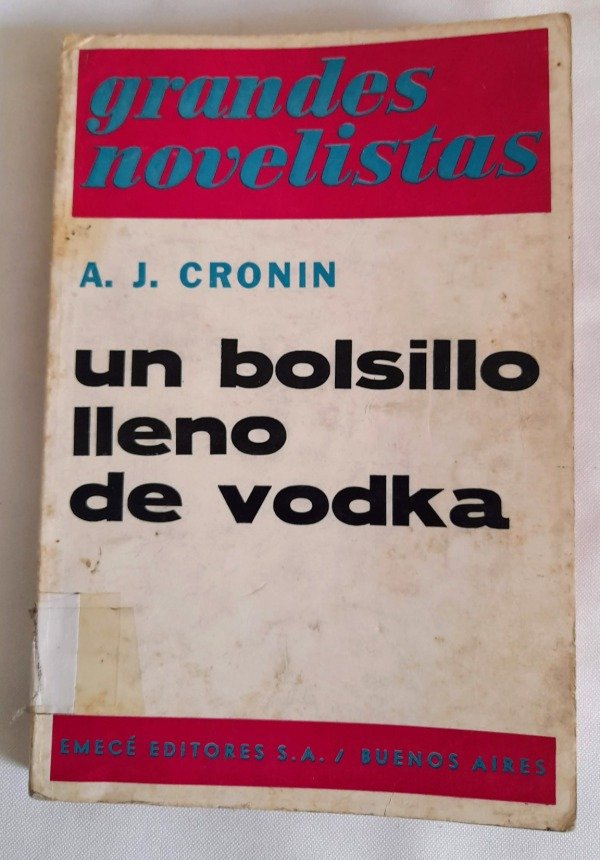 grandes
novelistas
A. J. CRONIN
un bolsillo
lleno
de vodka
EMECÉ EDITORES S.A. / BUENOS AIRES